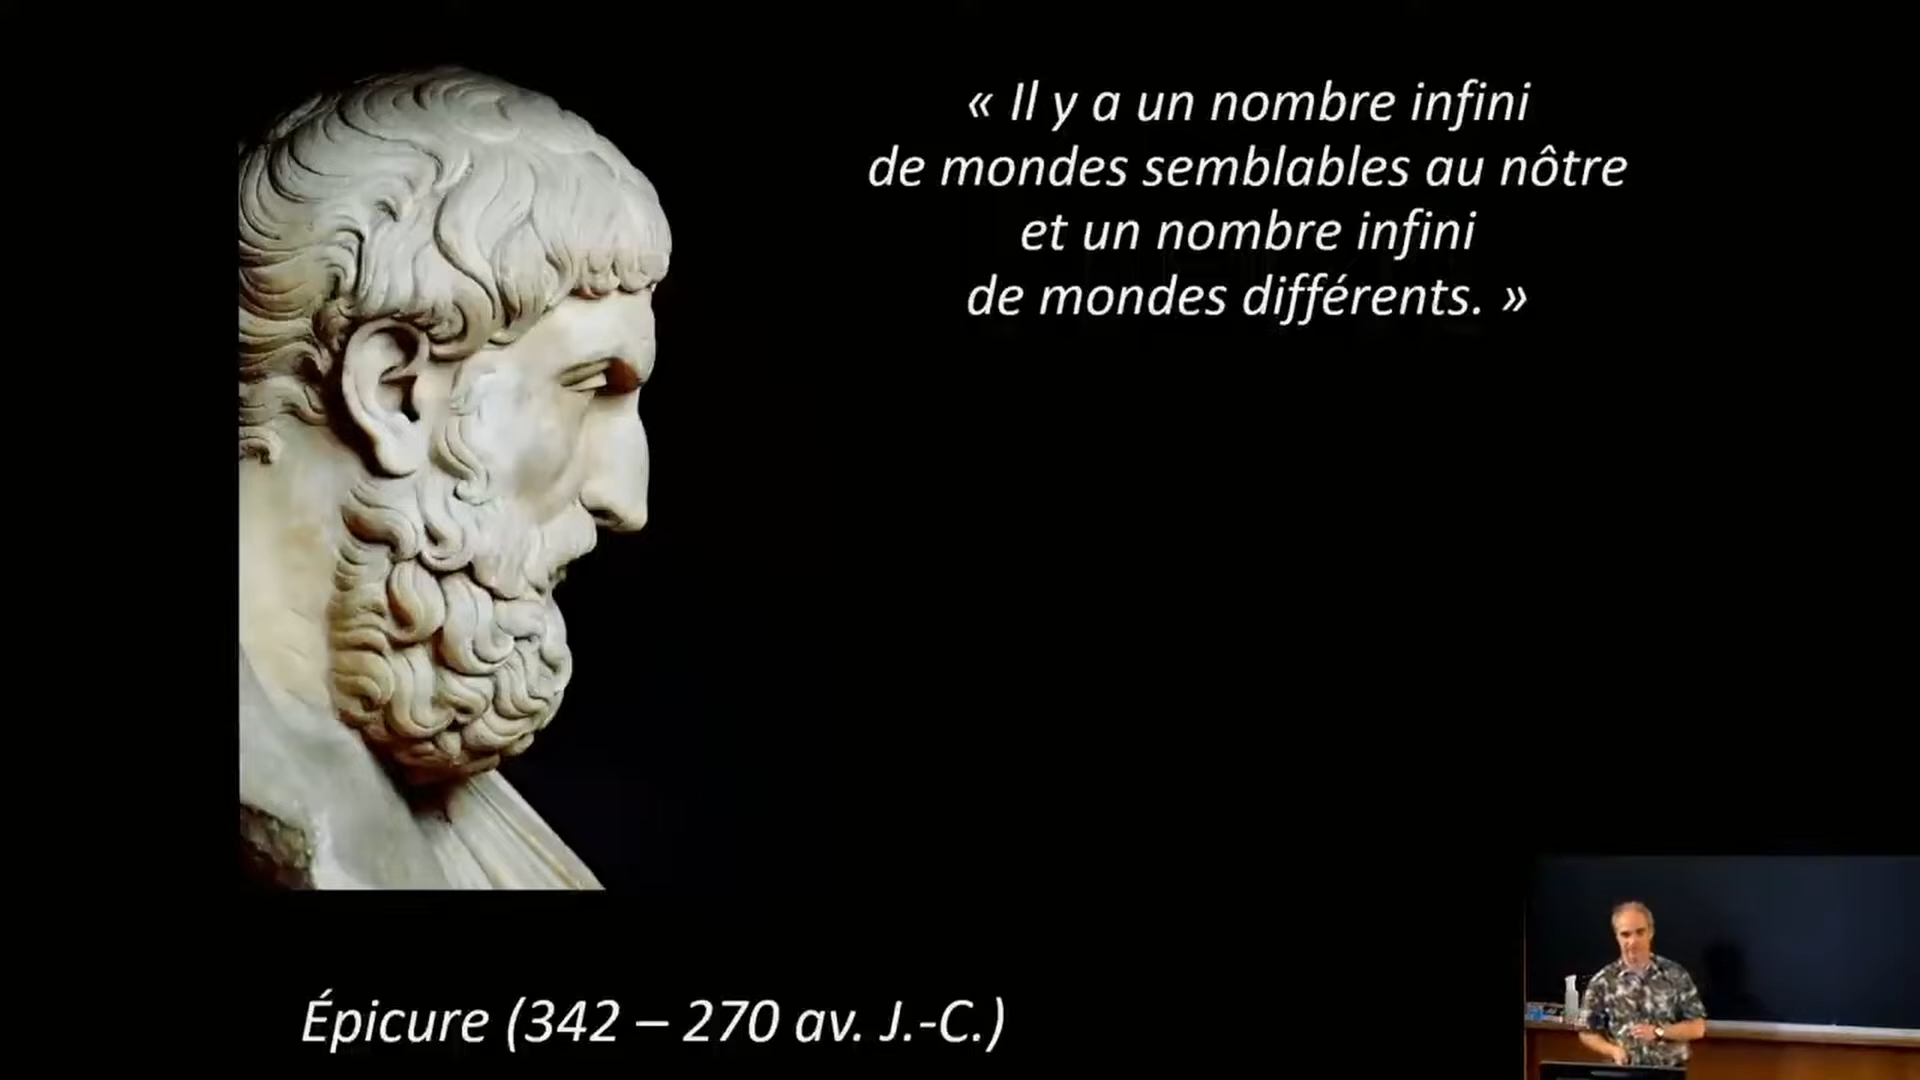 « Il y a un nombre infini
de mondes semblables au nôtre
et un nombre infini
de mondes différents. »
Épicure (342 – 270 av. J.-C.)